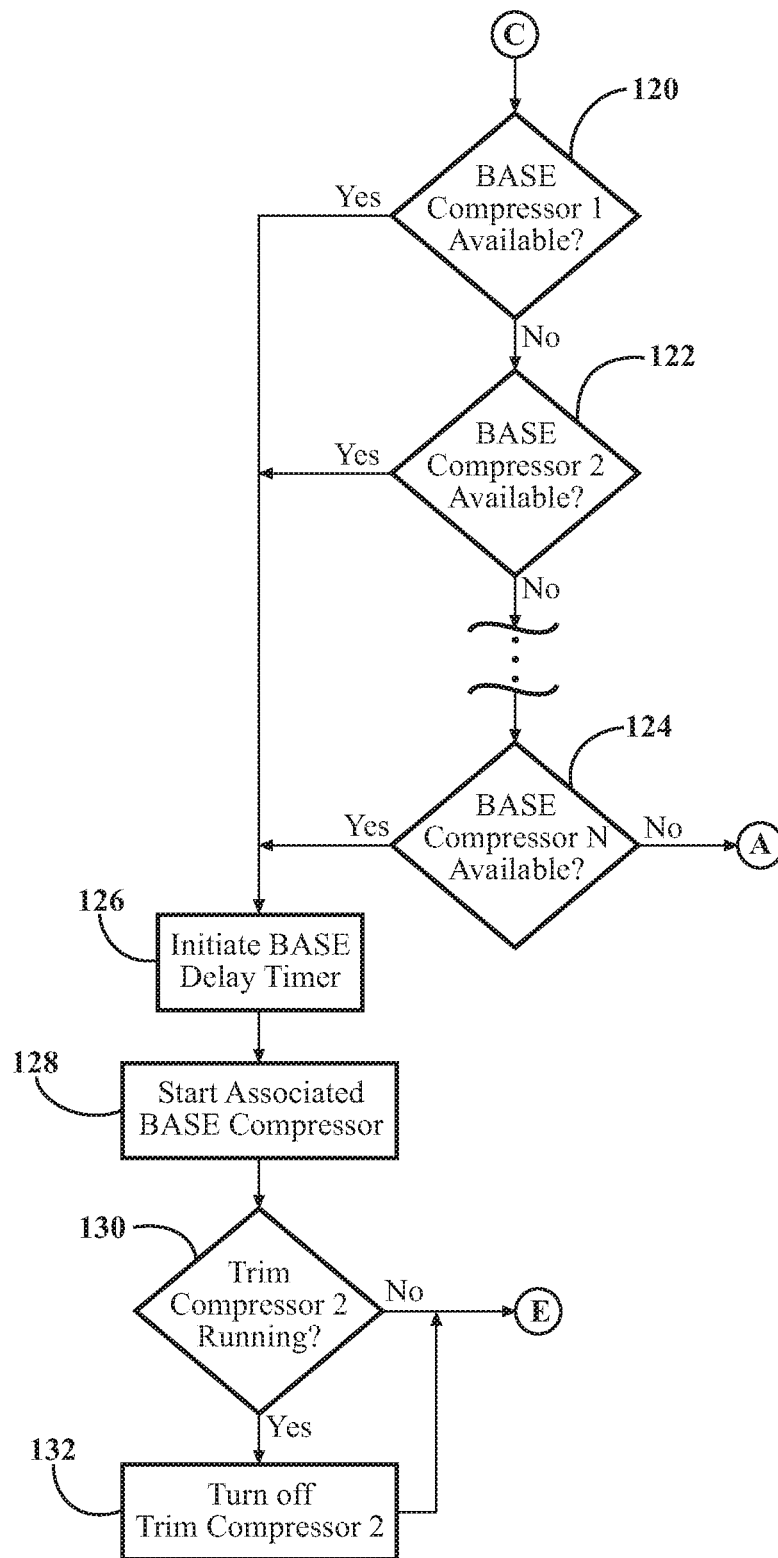 C
120
BASE
Compressor 1
Available?
Yes
No
122
BASE
Compressor 2
Available?
Yes
No
124
BASE
Compressor N
Available?
Yes
No
A
126
Initiate BASE
Delay Timer
128
Start Associated
BASE Compressor
130
Trim
Compressor 2
Running?
No
E
Yes
132
Turn off
Trim Compressor 2